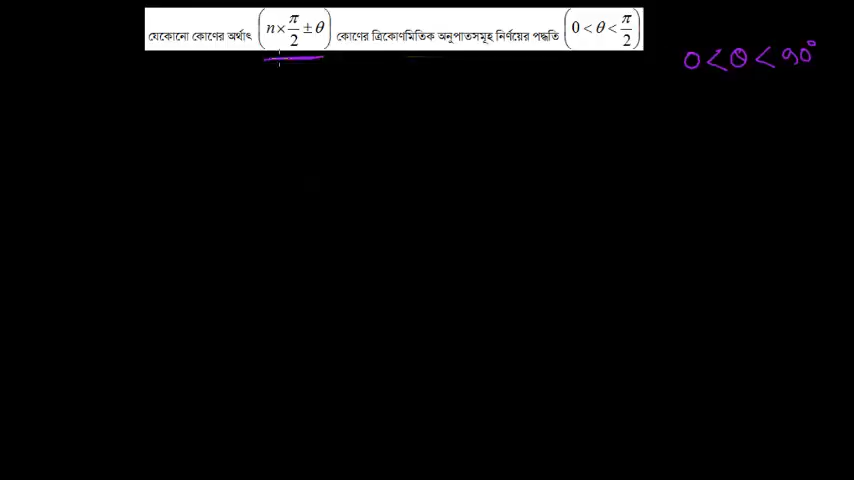 যেকোনো কোণের অর্থাৎ (n×π/2±θ) কোণের ত্রিকোণমিতিক অনুপাতসমূহ নির্ণয়ের পদ্ধতি (0<θ<π/2)
0<θ<90°